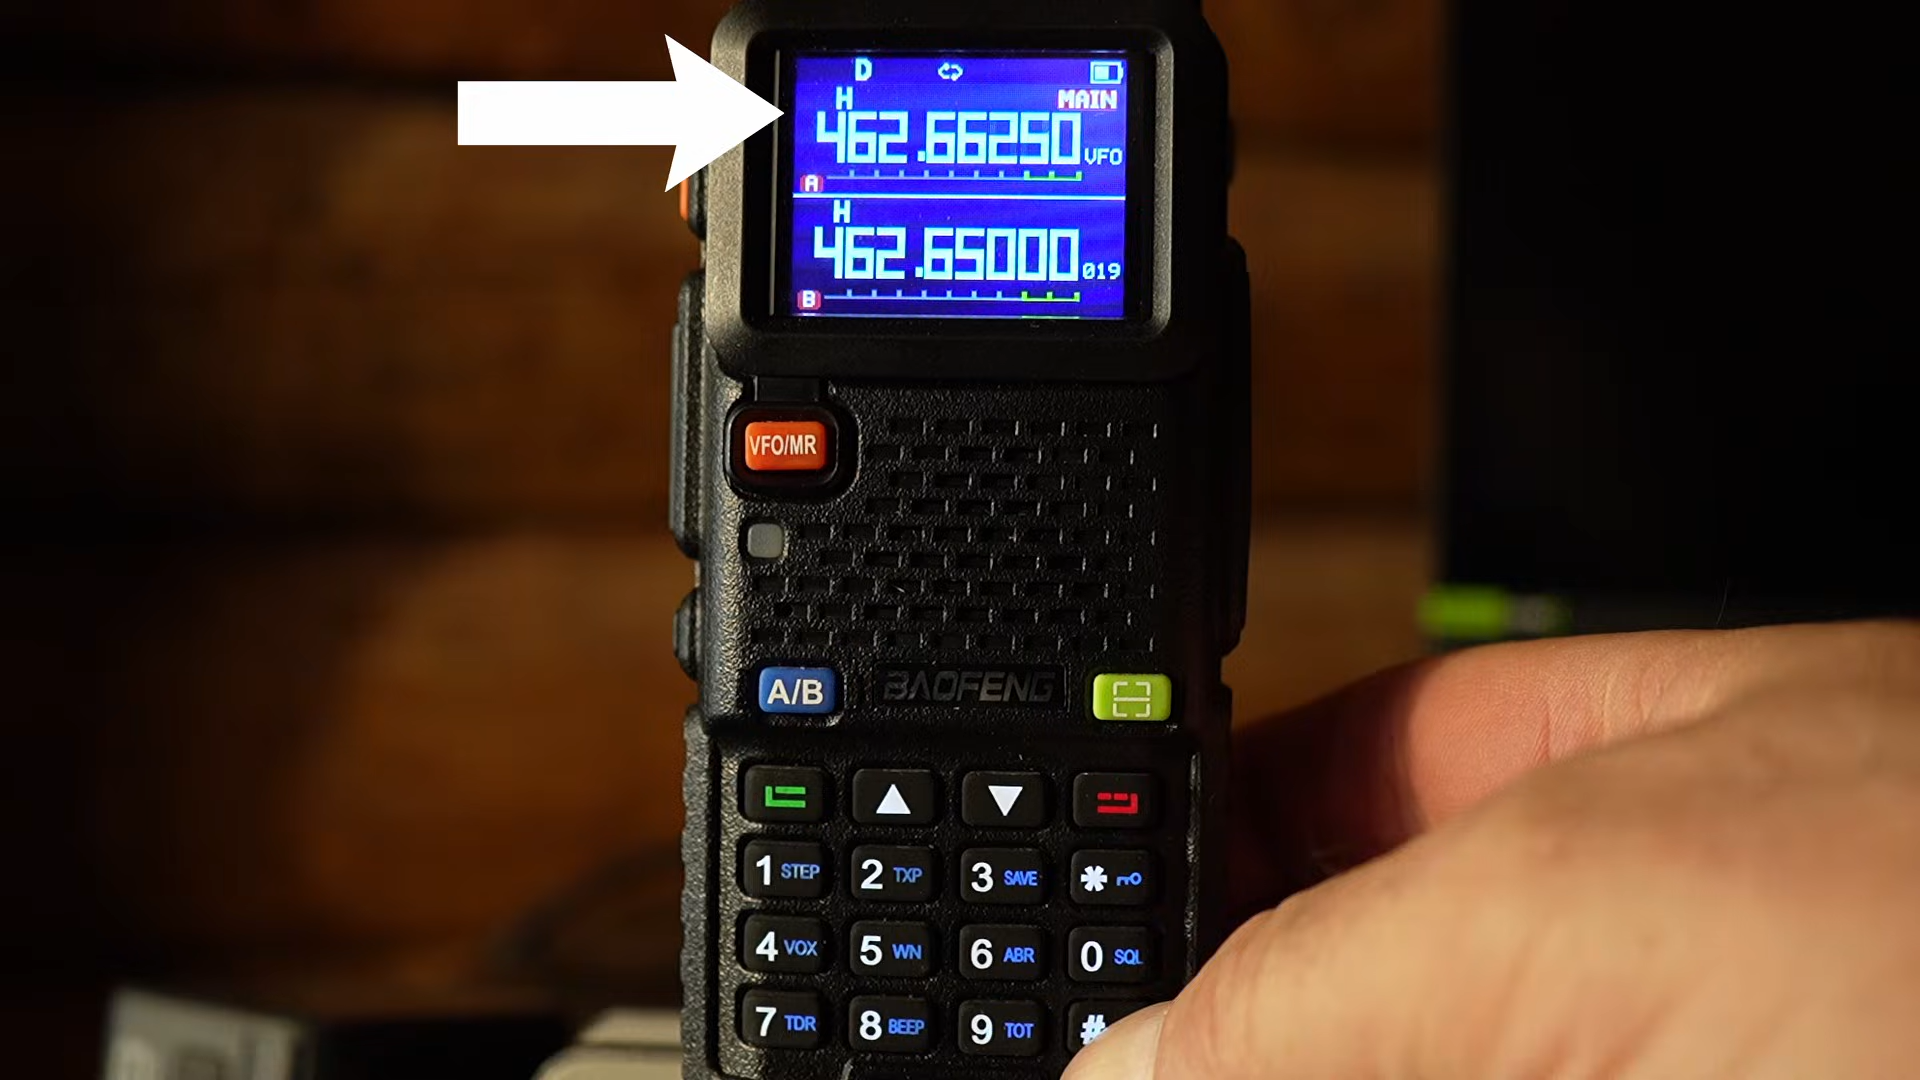 D
H MAIN
462.66250 VFO
A
H
462.65000 019
B
VFO/MR
A/B BAOFENG
1 STEP 2 TXP 3 SAVE *
4 VOX 5 WN 6 ABR 0 SQL
7 TDR 8 BEEP 9 TOT #